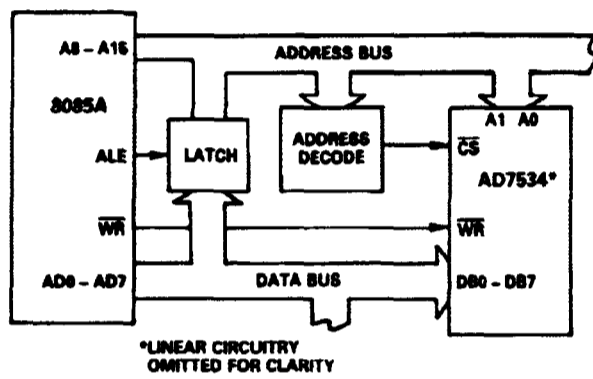 A8 – A15
ADDRESS BUS
8085A
A1 A0
ALE
LATCH
ADDRESS
DECODE
CS
AD7534*
WR
WR
AD0 – AD7
DATA BUS
DB0 – DB7
*LINEAR CIRCUITRY
OMITTED FOR CLARITY